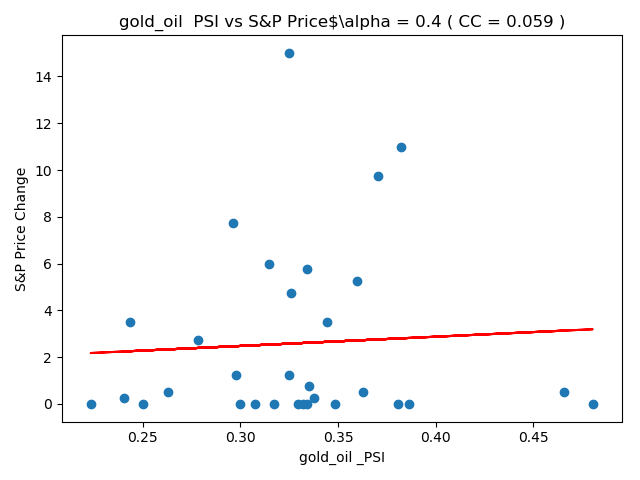 gold_oil  PSI vs S&P Price$\alpha = 0.4 ( CC = 0.059 )
S&P Price Change
14
12
10
8
6
4
2
0
0.25 0.30 0.35 0.40 0.45
gold_oil _PSI